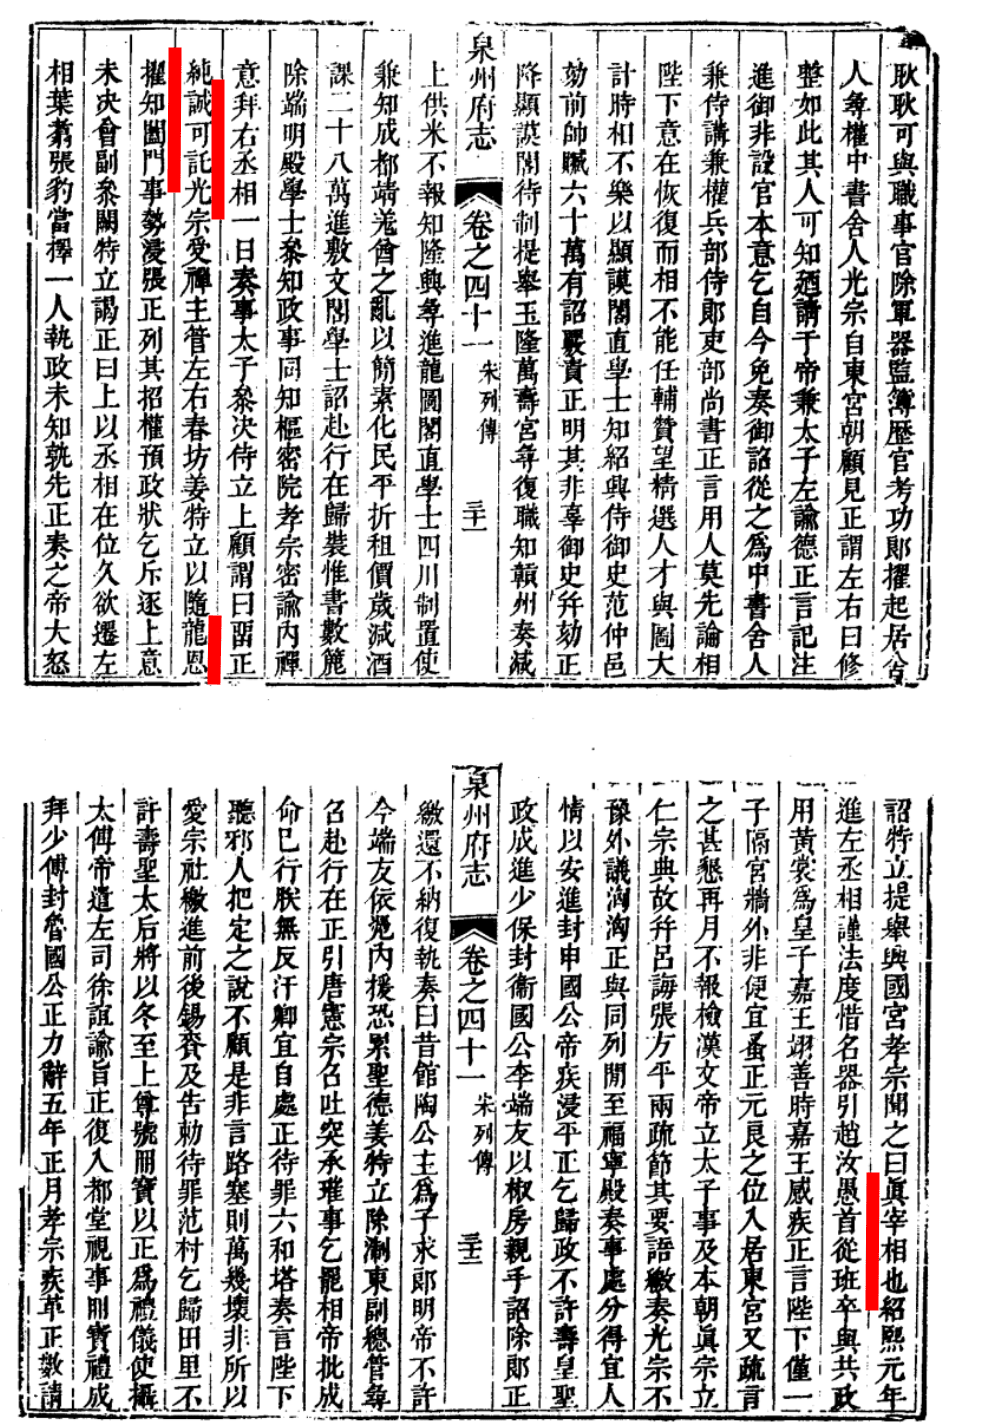 耿耿可與職事官除軍器監簿歷官考功郎擢起居舍
人尋權中書舍人光宗自東宮朝顧見正謂左右曰修
整如此其人可知廼請于帝兼太子左諭德正言記注
進御非設官本意乞自今免奏御詔從之爲中書舍人
兼侍講兼權兵部侍郎吏部尚書正言用人莫先論相
陛下意在恢復而相不能任輔贊望精選人才與圖大
計時相不樂以顯謨閣直學士知紹興侍御史范仲邑
劾前帥贓六十萬有詔覈責正明其非辜御史幷劾正
降顯謨閣待制提舉玉隆萬壽宮尋復職知贛州奏減
泉州府志 卷之四十一 宋列傳 三十一
上供米不報知隆興尋進龍圖閣直學士四川制置使
兼知成都靖羌酋之亂以簡素化民平折租價歲減酒
課二十八萬進敷文閣學士詔赴行在歸裝惟書數簏
除端明殿學士叅知政事同知樞密院孝宗密諭內禪
意拜右丞相一日奏事太子叅决侍立上顧謂曰畱正
純誠可託光宗受禪主管左右春坊姜特立以隨龍恩
擢知閤門事勢浸張正列其招權預政狀乞斥逐上意
未决會副叅闕特立謁正曰上以丞相在位久欲遷左
相葉翥張豹當擇一人執政未知孰先正奏之帝大怒
詔特立提舉興國宮孝宗聞之曰眞宰相也紹熙元年
進左丞相謹法度惜名器引趙汝愚首從班卒與共政
用黃裳爲皇子嘉王翊善時嘉王感疾正言陛下僅一
子隔宮牆外非便宜蚤正元良之位入居東宮又疏言
之甚懇再月不報檢漢文帝立太子事及本朝眞宗立
仁宗典故幷呂誨張方平兩疏節其要語繳奏光宗不
豫外議洶洶正與同列閒至福寧殿奏事處分得宜人
情以安進封申國公帝疾浸平正乞歸政不許壽皇聖
政成進少保封衞國公李端友以椒房親手詔除郎正
泉州府志 卷之四十一 宋列傳 三十二
繳還不納復執奏曰昔館陶公主爲子求郎明帝不許
今端友依凴內援恐累聖德姜特立除浙東副總管尋
召赴行在正引唐憲宗召吐突承璀事乞罷相帝批成
命已行朕無反汗卿宜自處正待罪六和塔奏言陛下
聽邪人把定之說不顧是非言路塞則萬幾壞非所以
愛宗社繳進前後錫賚及告勅待罪范村乞歸田里不
許壽聖太后將以冬至上尊號冊寶以正爲禮儀使攝
太傅帝遣左司徐誼諭旨正復入都堂視事冊寶禮成
拜少傅封魯國公正力辭五年正月孝宗疾革正數請